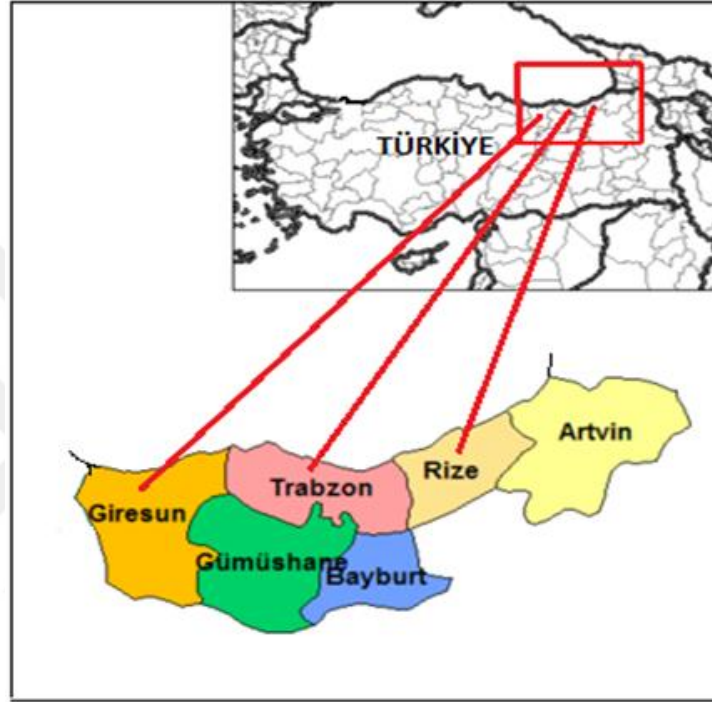 TÜRKİYE
Artvin
Rize
Trabzon
Giresun
Gümüshane
Bayburt